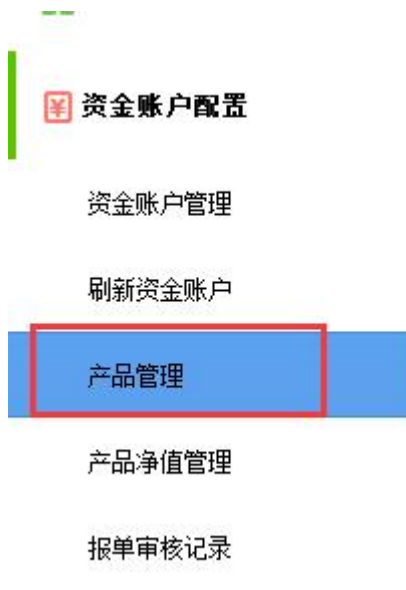 资金账户配置
资金账户管理
刷新资金账户
产品管理
产品净值管理
报单审核记录